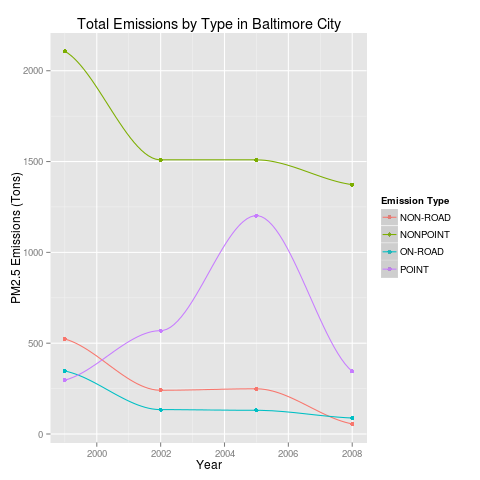 Total Emissions by Type in Baltimore City
PM2.5 Emissions (Tons)
2000
1500
1000
500
0
2000 2002 2004 2006 2008
Year
Emission Type
NON-ROAD
NONPOINT
ON-ROAD
POINT